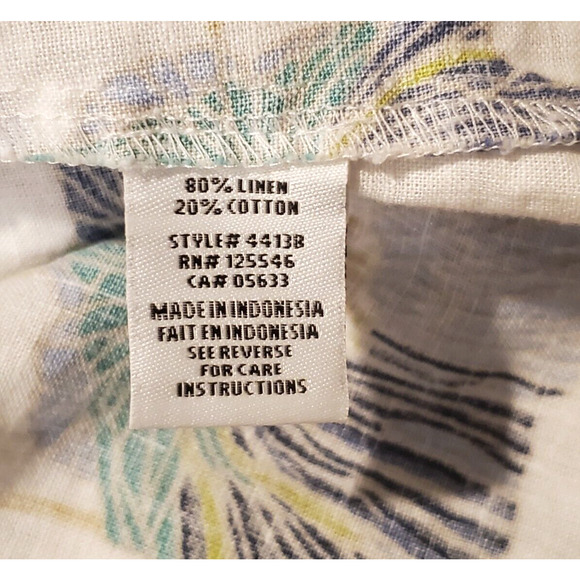 80% LINEN
20% COTTON
STYLE# 4413B
RN# 125546
CA# 05633
MADE IN INDONESIA
FAIT EN INDONESIA
SEE REVERSE
FOR CARE
INSTRUCTIONS